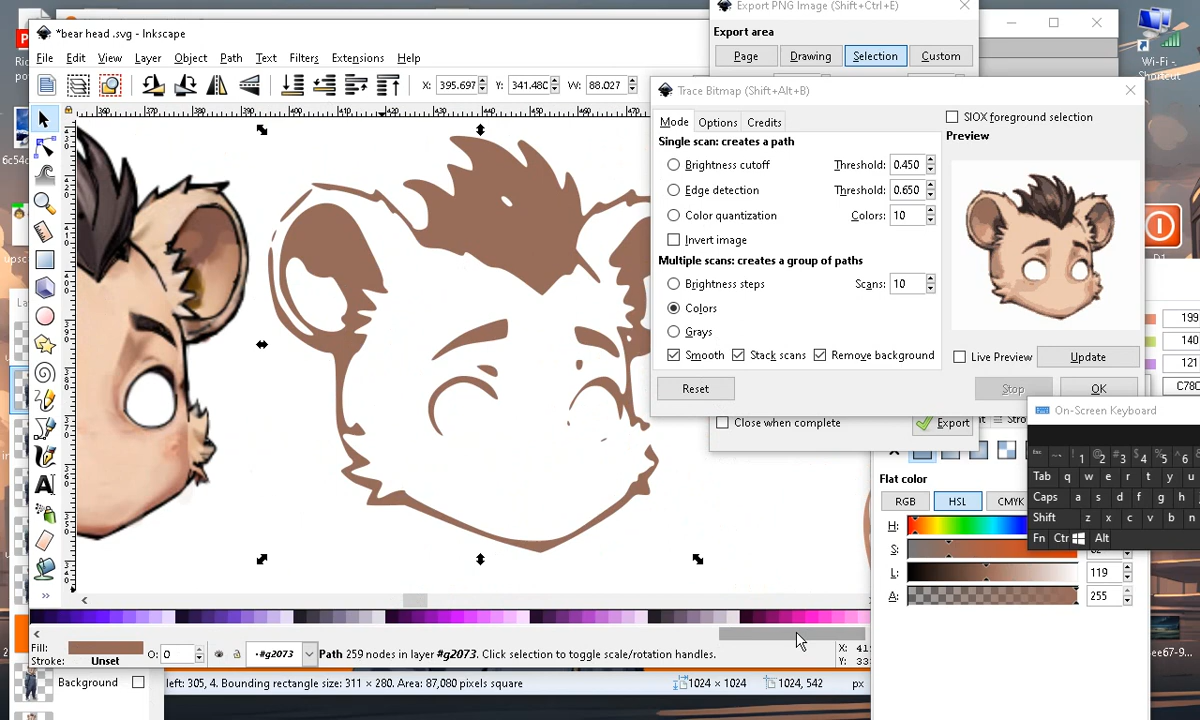 Export PNG Image (Shift+Ctrl+E)
*bear head .svg - Inkscape
Export area
File Edit View Layer Object Path Text Filters Extensions Help
Page Drawing Selection Custom
Wi-Fi -
Shortcut
X: 395.697 Y: 341.480 W: 88.027
Trace Bitmap (Shift+Alt+B)
Mode Options Credits
SIOX foreground selection
Preview
Single scan: creates a path
Brightness cutoff Threshold: 0.450
Edge detection Threshold: 0.650
Color quantization Colors: 10
Invert image
Multiple scans: creates a group of paths
Brightness steps Scans: 10
Colors
Grays
Smooth Stack scans Remove background
Live Preview Update
Reset Stop OK
199
140
121
C78C
Close when complete Export
On-Screen Keyboard
Tab q w e r t y u
Caps a s d f g h
Shift z x c v b n
Fn Ctr Alt
Flat color
RGB HSL CMYK
H:
S:
L: 119
A: 255
Fill:
Stroke: Unset
O: 0
#g2073
Path 259 nodes in layer #g2073. Click selection to toggle scale/rotation handles.
X: 41
Y: 33
Background
left: 305, 4. Bounding rectangle size: 311 × 280. Area: 87,080 pixels square
1024 × 1024
1024, 542
px